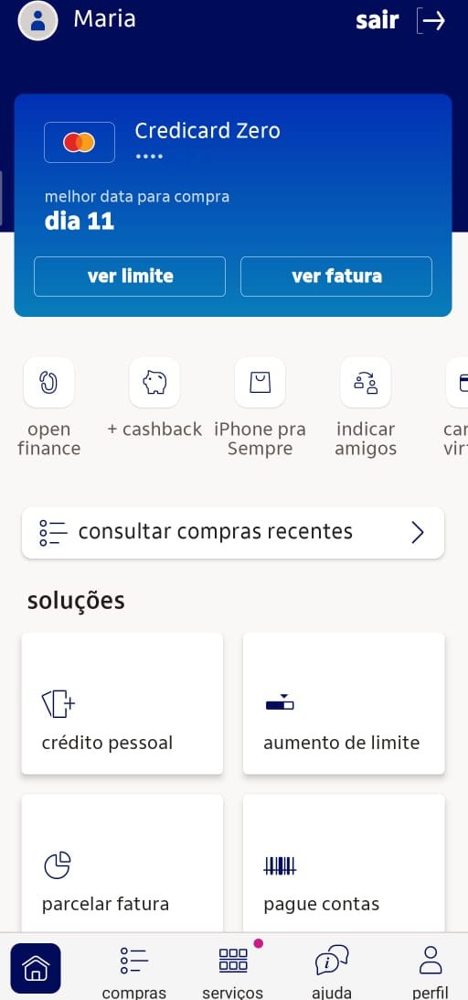 Maria
sair
Credicard Zero
••••
melhor data para compra
dia 11
ver limite
ver fatura
open
finance
+ cashback
iPhone pra
Sempre
indicar
amigos
car
vir
consultar compras recentes
soluções
crédito pessoal
aumento de limite
parcelar fatura
pague contas
compras
serviços
ajuda
perfil